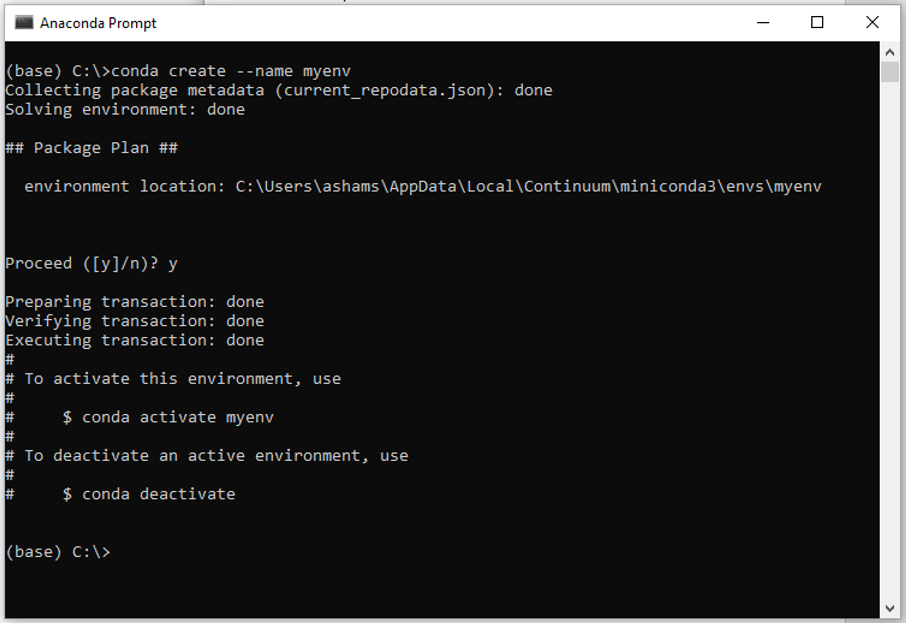 Anaconda Prompt
(base) C:\>conda create --name myenv
Collecting package metadata (current_repodata.json): done
Solving environment: done
## Package Plan ##
environment location: C:\Users\ashams\AppData\Local\Continuum\miniconda3\envs\myenv
Proceed ([y]/n)? y
Preparing transaction: done
Verifying transaction: done
Executing transaction: done
#
# To activate this environment, use
#
#     $ conda activate myenv
#
# To deactivate an active environment, use
#
#     $ conda deactivate
(base) C:\>